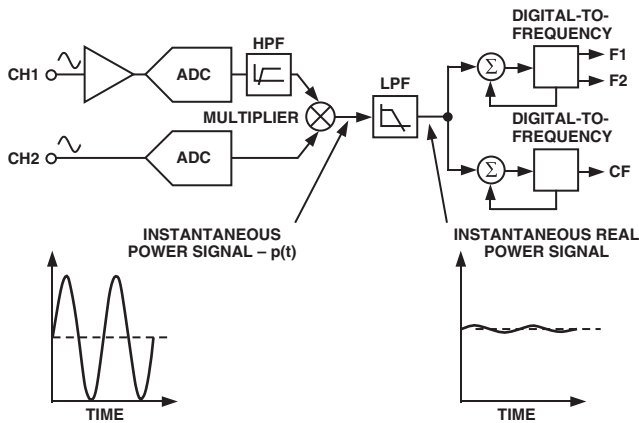 DIGITAL-TO-
FREQUENCY
HPF
F1
CH1
ADC
LPF
Σ
F2
MULTIPLIER
DIGITAL-TO-
FREQUENCY
CH2
ADC
Σ
CF
INSTANTANEOUS
POWER SIGNAL – p(t)
INSTANTANEOUS REAL
POWER SIGNAL
TIME
TIME